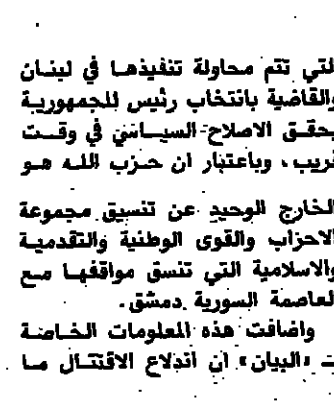 التي تتم محاولة تنفيذها في لبنان
والقاضية بانتخاب رئيس للجمهورية
يحقق الاصلاح السياسي في وقت
قريب، وباعتبار ان حزب الله هو
الخارج الوحيد عن تنسيق مجموعة
الاحزاب والقوى الوطنية والتقدمية
والاسلامية التي تنسق مواقفها مع
العاصمة السورية دمشق.
واضافت هذه المعلومات الخاصة
بـ «البيان» ان اندلاع الاقتتال ما